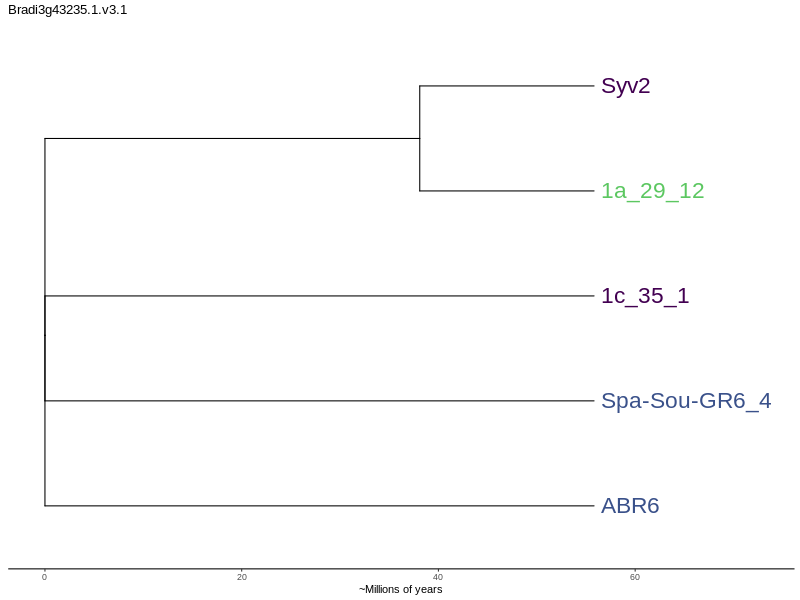 Bradi3g43235.1.v3.1
Syv2
1a_29_12
1c_35_1
Spa-Sou-GR6_4
ABR6
0 20 40 60
~Millions of years